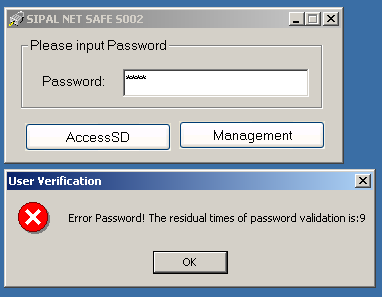 SIPAL NET SAFE S002
Please input Password
Password: ****
AccessSD Management
User Verification
Error Password! The residual times of password validation is:9
OK